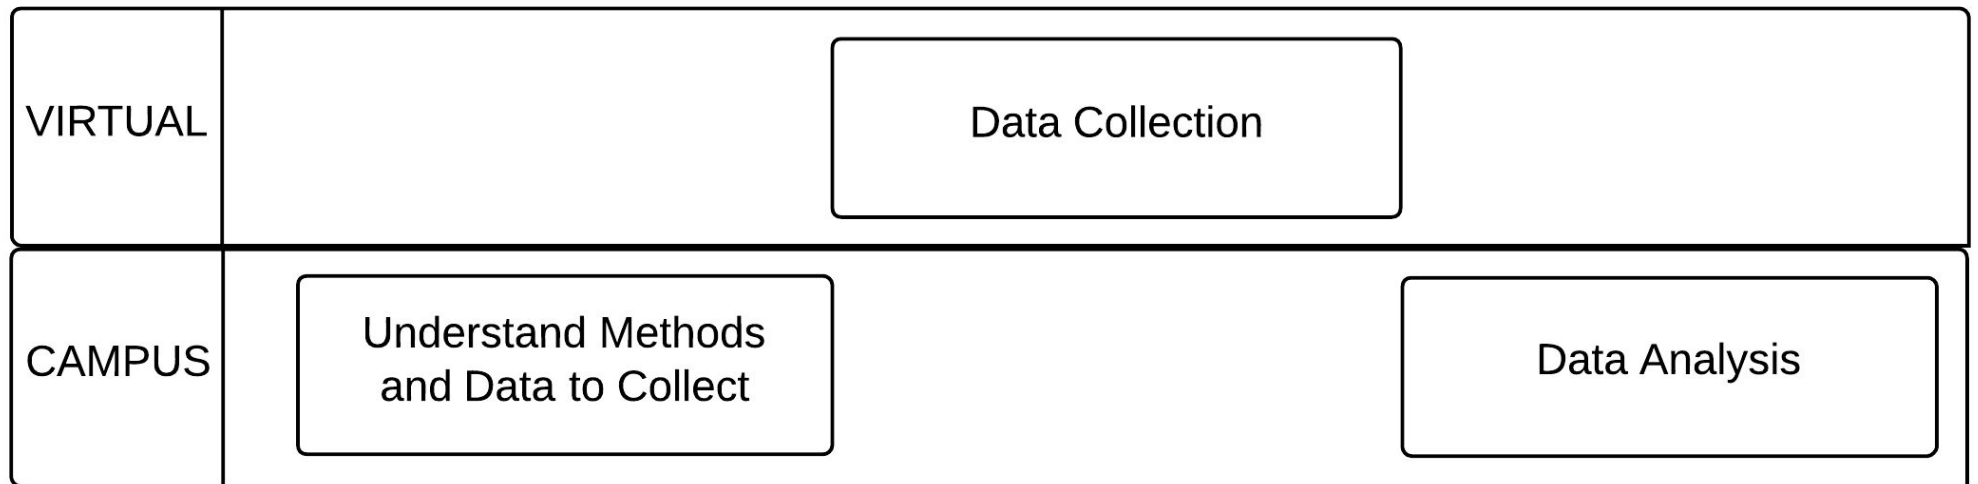 VIRTUAL
Data Collection
CAMPUS
Understand Methods
and Data to Collect
Data Analysis